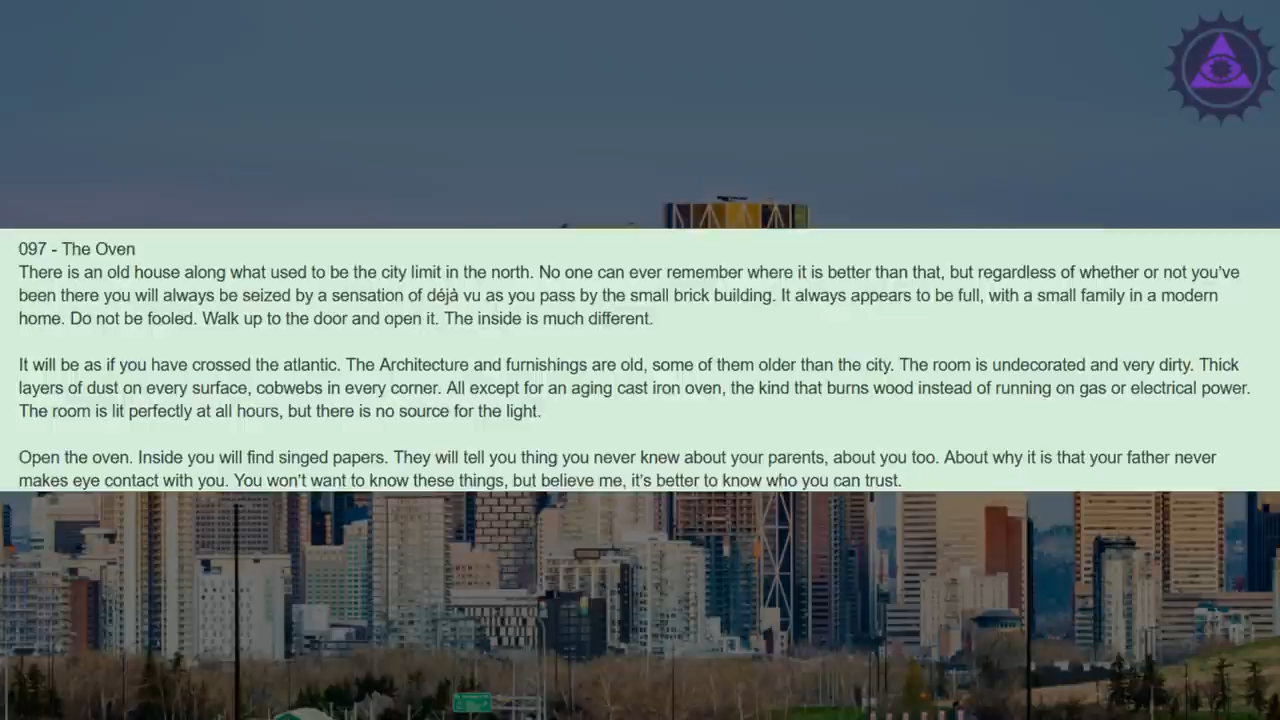 097 - The Oven
There is an old house along what used to be the city limit in the north. No one can ever remember where it is better than that, but regardless of whether or not you've
been there you will always be seized by a sensation of déjà vu as you pass by the small brick building. It always appears to be full, with a small family in a modern
home. Do not be fooled. Walk up to the door and open it. The inside is much different.
It will be as if you have crossed the atlantic. The Architecture and furnishings are old, some of them older than the city. The room is undecorated and very dirty. Thick
layers of dust on every surface, cobwebs in every corner. All except for an aging cast iron oven, the kind that burns wood instead of running on gas or electrical power.
The room is lit perfectly at all hours, but there is no source for the light.
Open the oven. Inside you will find singed papers. They will tell you thing you never knew about your parents, about you too. About why it is that your father never
makes eye contact with you. You won't want to know these things, but believe me, it's better to know who you can trust.